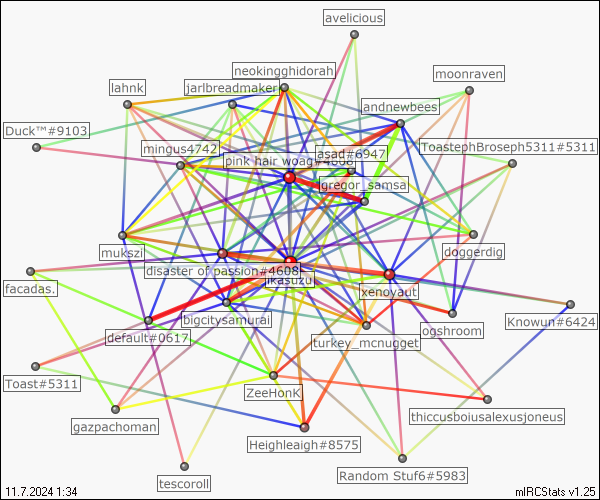 avelicious
neokingghidorah
moonraven
lahnk
jarlbreadmaker
andnewbees
Duck™#9103
mingus4742
asad#6947
ToastephBroseph5311#5311
pink hair woag#4668
gregor_samsa
mukszi
doggerdig
disaster of passion#4608
jikasuzu
facadas.
xenoyaut
bigcitysamurai
Knowun#6424
default#0617
ogshroom
turkey_mcnugget
Toast#5311
ZeeHonK
thiccusboiusalexusjoneus
gazpachoman
Heighleaigh#8575
tescoroll
Random Stuf6#5983
11.7.2024 1:34
mIRCStats v1.25